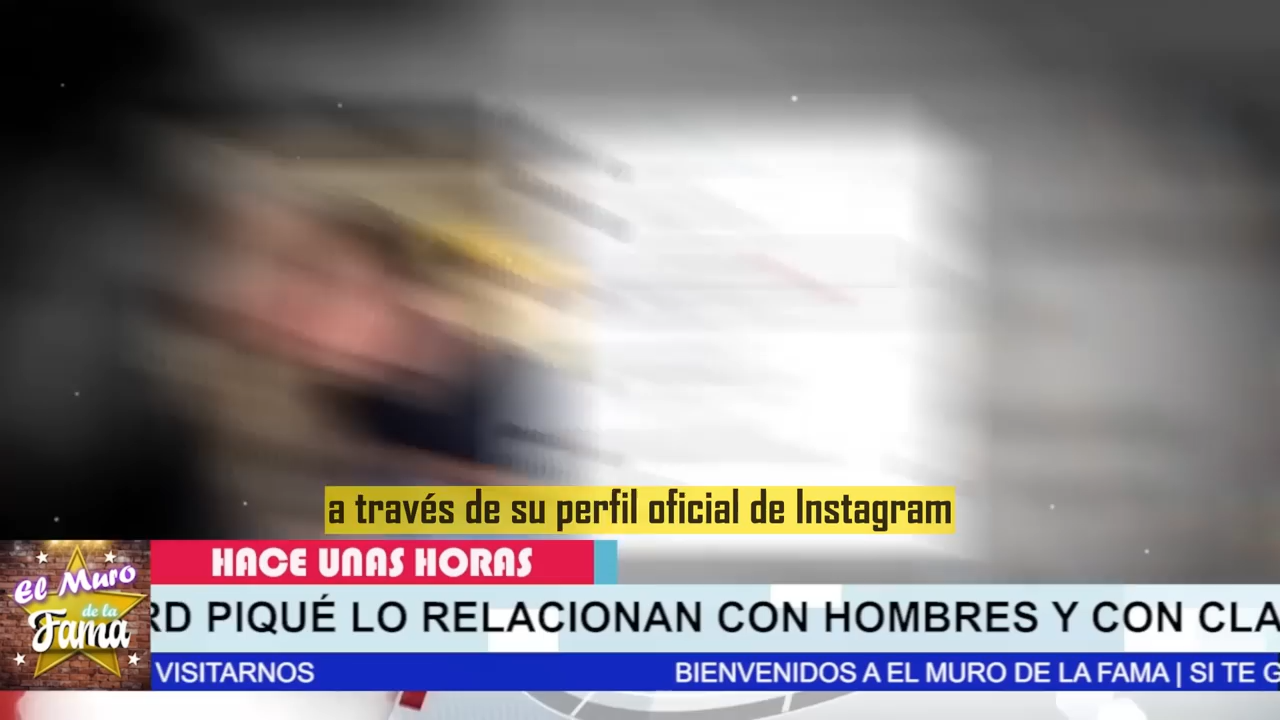 a través de su perfil oficial de Instagram
HACE UNAS HORAS
El Muro
de la
Fama
RD PIQUÉ LO RELACIONAN CON HOMBRES Y CON CLA
VISITARNOS BIENVENIDOS A EL MURO DE LA FAMA | SI TE G